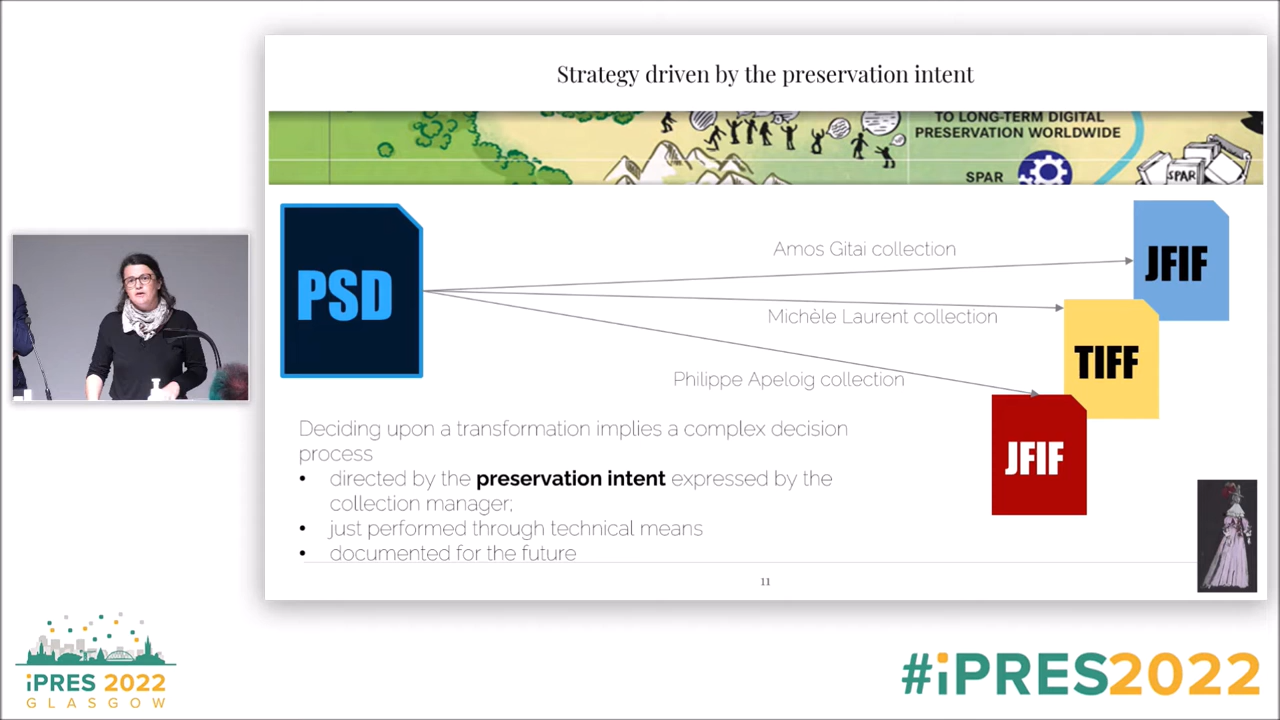 Strategy driven by the preservation intent
TO LONG-TERM DIGITAL
PRESERVATION WORLDWIDE
SPAR
SPAR
PSD
Amos Gitai collection
JFIF
Michèle Laurent collection
TIFF
Philippe Apeloig collection
JFIF
Deciding upon a transformation implies a complex decision
process
• directed by the preservation intent expressed by the
collection manager;
• just performed through technical means
• documented for the future
11
iPRES 2022
GLASGOW
#iPRES2022